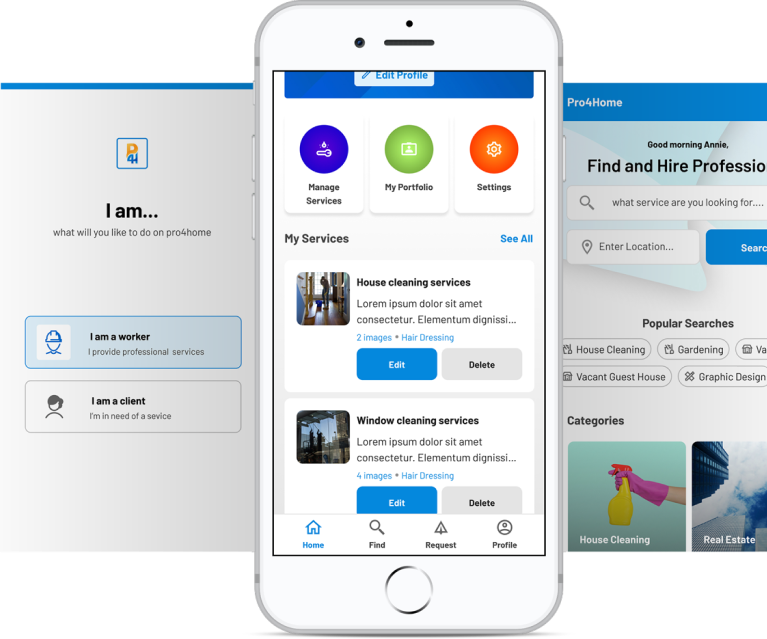 P
4H
I am...
what will you like to do on pro4home
I am a worker
I provide professional services
I am a client
I'm in need of a sevice
Edit Profile
Manage
Services
My Portfolio
Settings
My Services
See All
House cleaning services
Lorem ipsum dolor sit amet
consectetur. Elementum dignissi...
2 images • Hair Dressing
Edit
Delete
Window cleaning services
Lorem ipsum dolor sit amet
consectetur. Elementum dignissi...
4 images • Hair Dressing
Edit
Delete
Home
Find
Request
Profile
Pro4Home
Good morning Annie,
Find and Hire Professio
what service are you looking for....
Enter Location...
Searc
Popular Searches
House Cleaning
Gardening
Va
Vacant Guest House
Graphic Design
Categories
House Cleaning
Real Estate